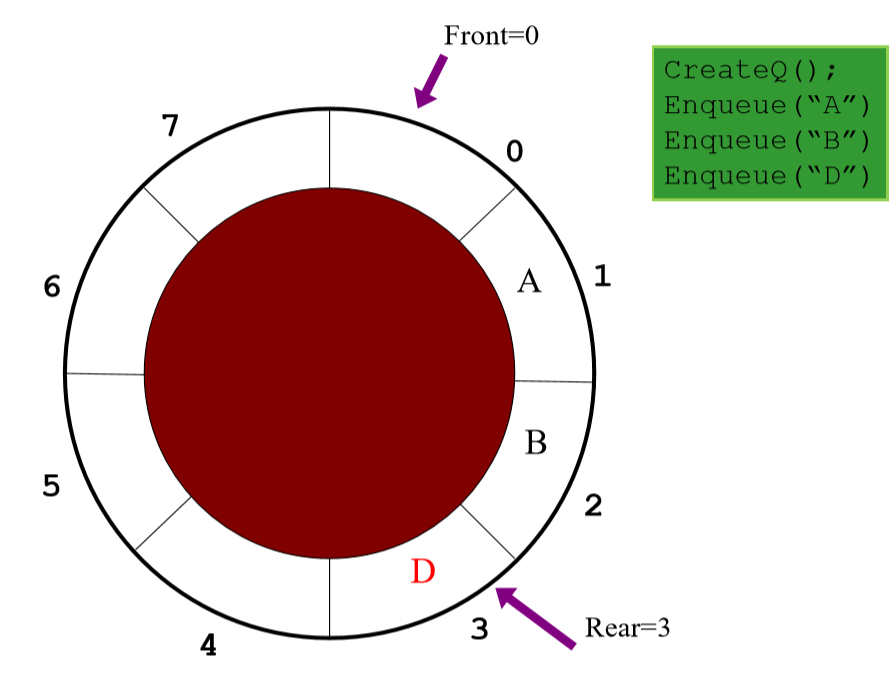 Front=0
CreateQ();
Enqueue(“A”)
Enqueue(“B”)
Enqueue(“D”)
7
0
6
A
1
B
5
2
D
3
Rear=3
4